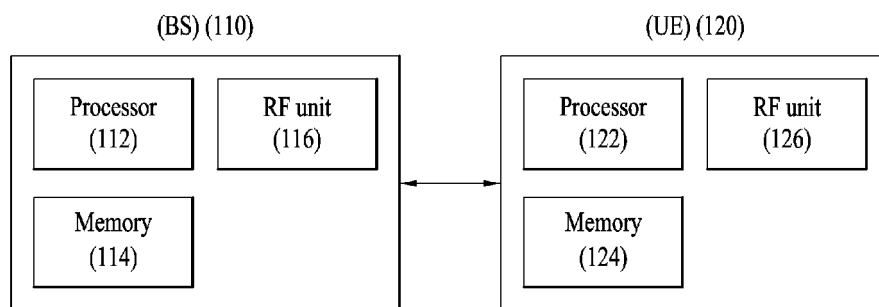 (BS) (110)
(UE) (120)
Processor
(112)
RF unit
(116)
Memory
(114)
Processor
(122)
RF unit
(126)
Memory
(124)